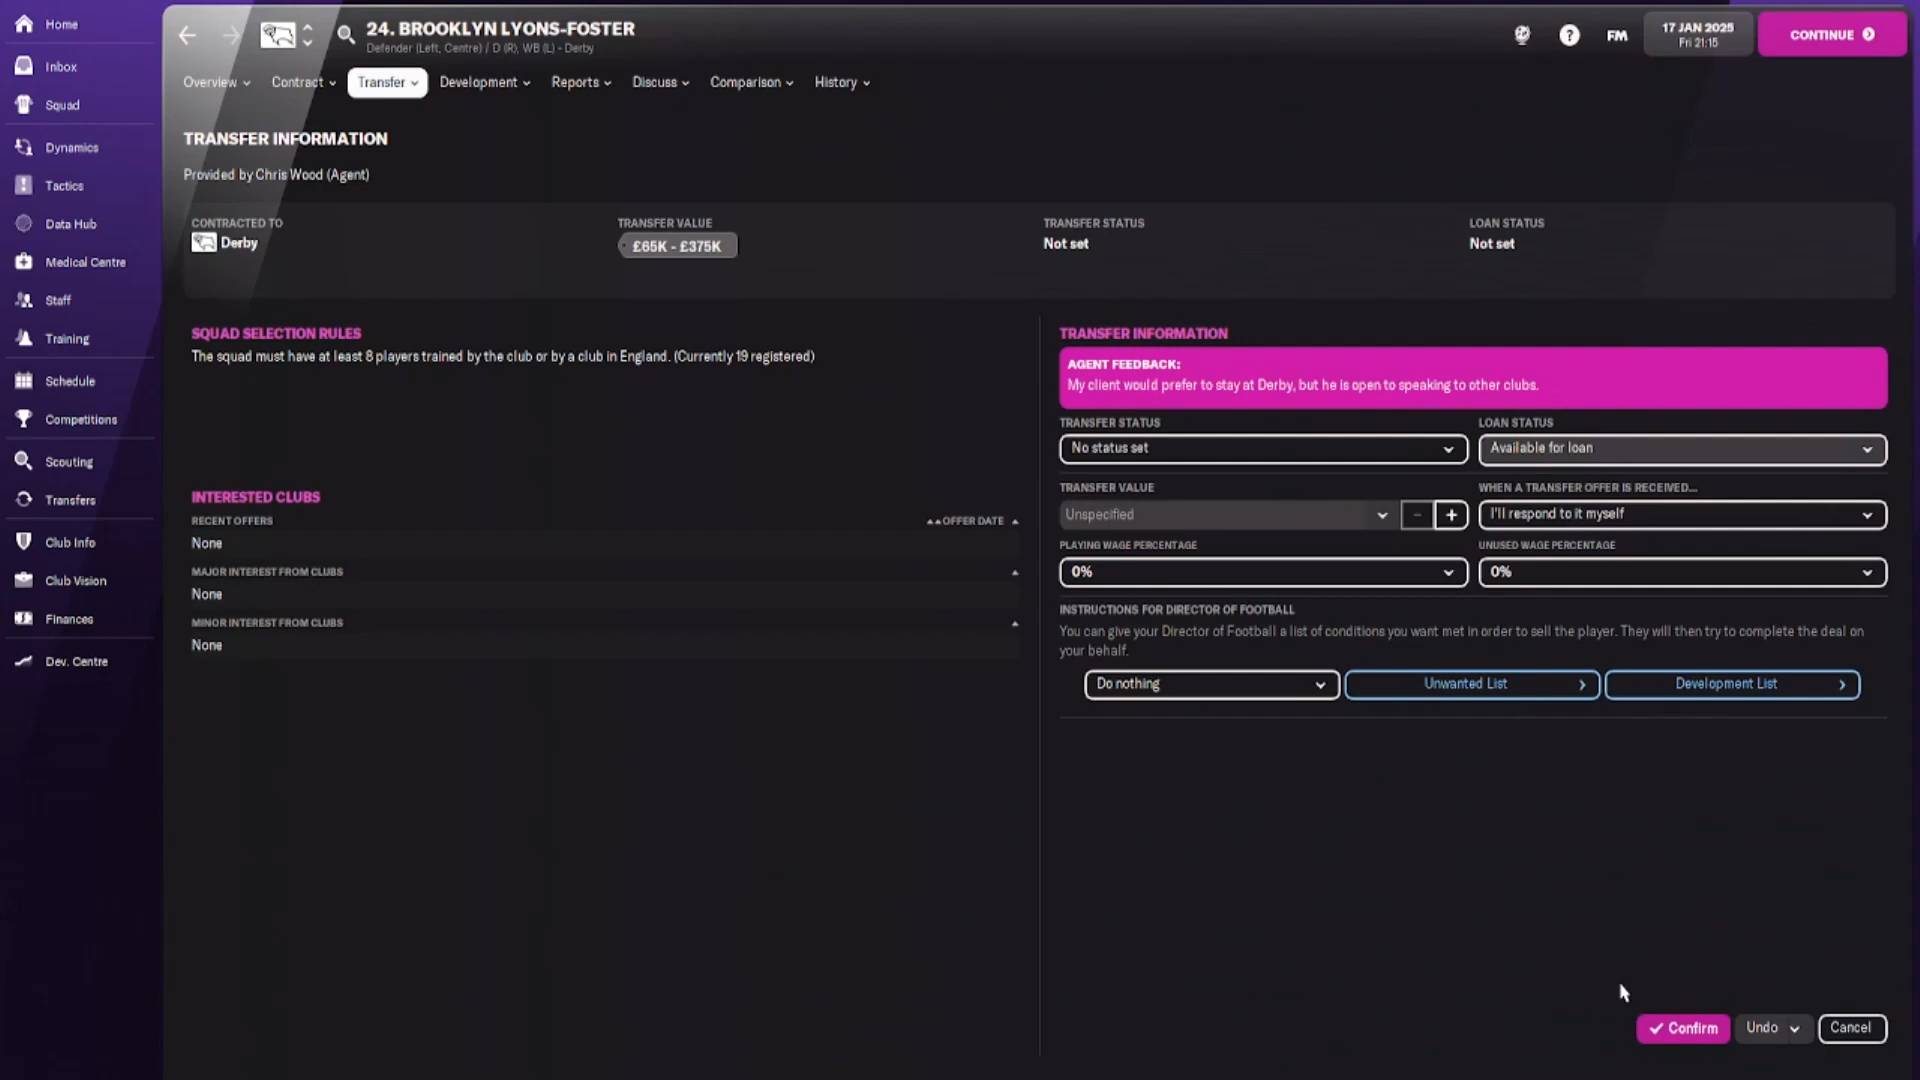 Home
Inbox
Squad
Dynamics
Tactics
Data Hub
Medical Centre
Staff
Training
Schedule
Competitions
Scouting
Transfers
Club Info
Club Vision
Finances
Dev. Centre
24. BROOKLYN LYONS-FOSTER
Defender (Left, Centre) / D (R), WB (L) - Derby
FM
17 JAN 2025
Fri 21:15
CONTINUE
Overview Contract Transfer Development Reports Discuss Comparison History
TRANSFER INFORMATION
Provided by Chris Wood (Agent)
CONTRACTED TO
Derby
TRANSFER VALUE
£65K - £375K
TRANSFER STATUS
Not set
LOAN STATUS
Not set
SQUAD SELECTION RULES
The squad must have at least 8 players trained by the club or by a club in England. (Currently 19 registered)
INTERESTED CLUBS
RECENT OFFERS OFFER DATE
None
MAJOR INTEREST FROM CLUBS
None
MINOR INTEREST FROM CLUBS
None
TRANSFER INFORMATION
AGENT FEEDBACK:
My client would prefer to stay at Derby, but he is open to speaking to other clubs.
TRANSFER STATUS LOAN STATUS
No status set Available for loan
TRANSFER VALUE WHEN A TRANSFER OFFER IS RECEIVED...
Unspecified - + I'll respond to it myself
PLAYING WAGE PERCENTAGE UNUSED WAGE PERCENTAGE
0% 0%
INSTRUCTIONS FOR DIRECTOR OF FOOTBALL
You can give your Director of Football a list of conditions you want met in order to sell the player. They will then try to complete the deal on
your behalf.
Do nothing Unwanted List Development List
Confirm Undo Cancel